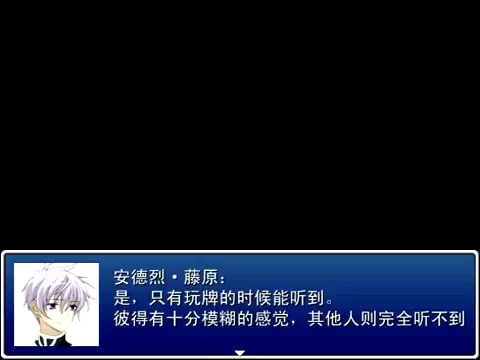 安德烈·藤原：
是，只有玩牌的时候能听到。
彼得有十分模糊的感觉，其他人则完全听不到